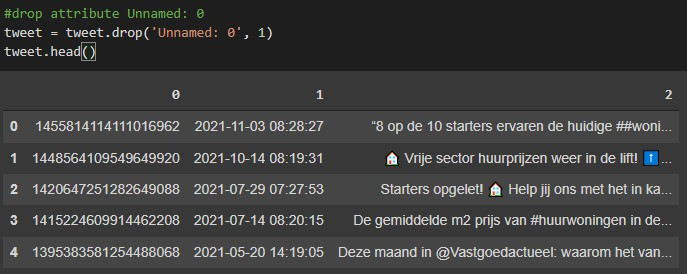 #drop attribute Unnamed: 0
tweet = tweet.drop('Unnamed: 0', 1)
tweet.head()
0 1 2
0 1455814114111016962 2021-11-03 08:28:27 “8 op de 10 starters ervaren de huidige ##woni...
1 1448564109549649920 2021-10-14 08:19:31 🏠 Vrije sector huurprijzen weer in de lift! ⬆️...
2 1420647251282649088 2021-07-29 07:27:53 Starters opgelet! 🏠 Help jij ons met het in ka...
3 1415224609914462208 2021-07-14 08:20:15 De gemiddelde m2 prijs van #huurwoningen in de...
4 1395383581254488068 2021-05-20 14:19:05 Deze maand in @Vastgoedactueel: waarom het van...